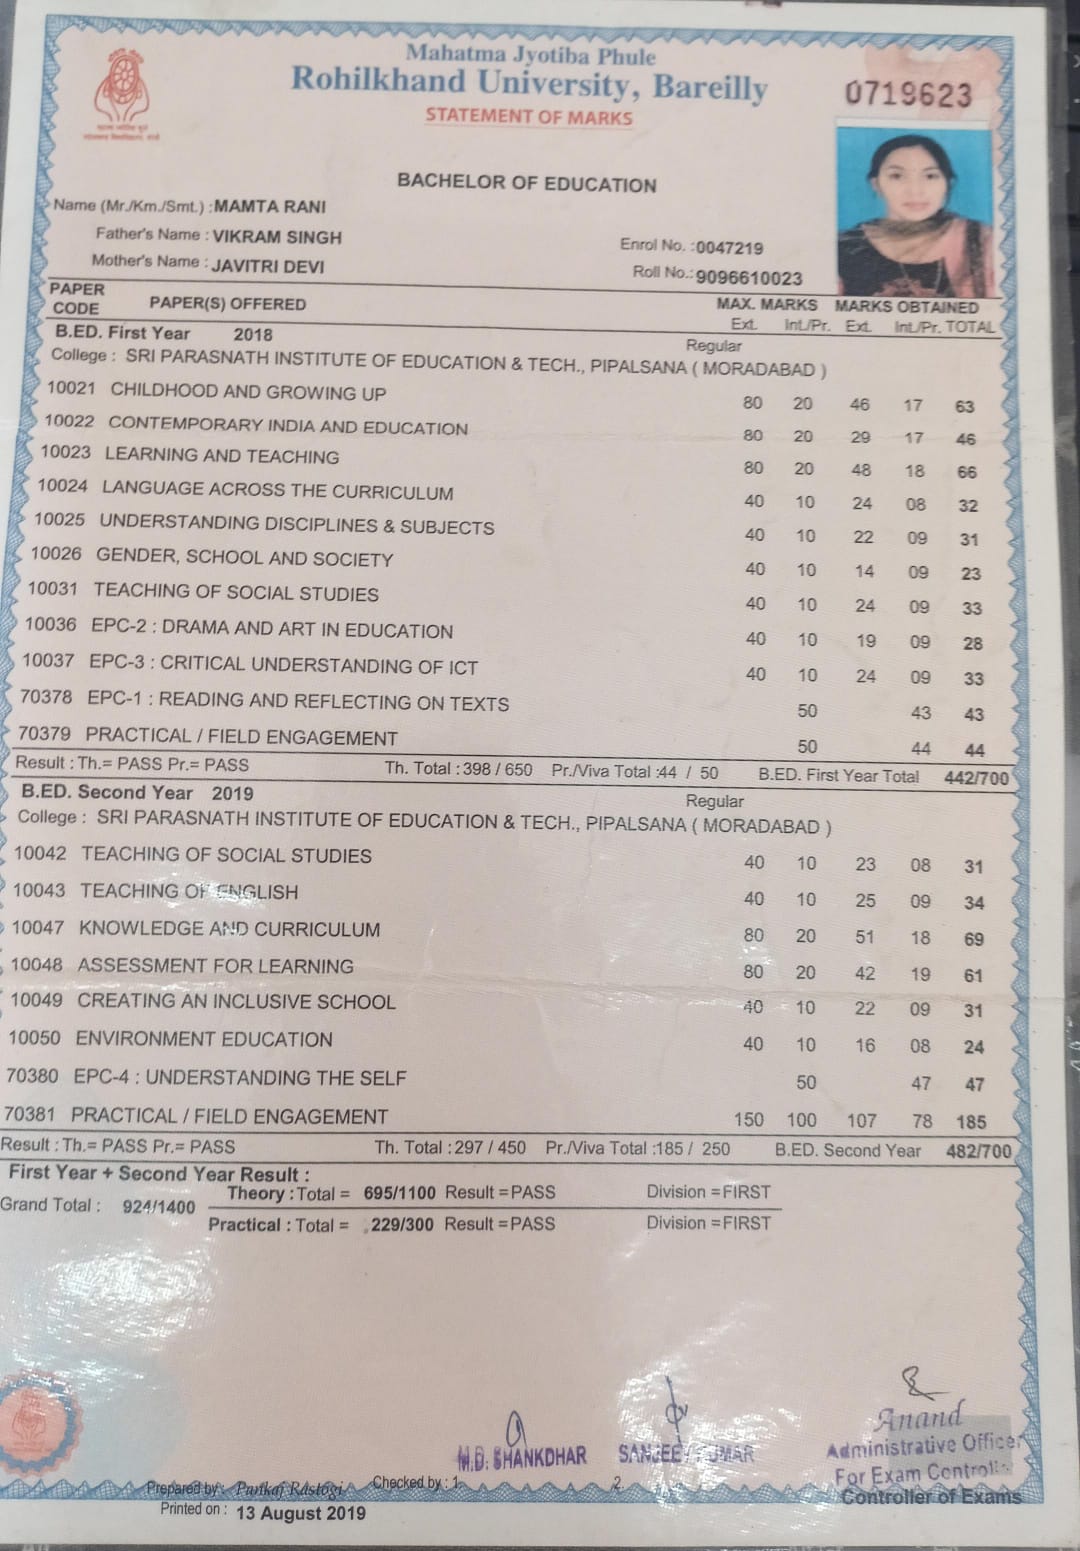 Mahatma Jyotiba Phule
Rohilkhand University, Bareilly
0719623
STATEMENT OF MARKS
BACHELOR OF EDUCATION
Name (Mr./Km./Smt.) : MAMTA RANI
Father's Name : VIKRAM SINGH
Enrol No. : 0047219
Mother's Name : JAVITRI DEVI
Roll No.: 9096610023
PAPER CODE PAPER(S) OFFERED MAX. MARKS MARKS OBTAINED
Ext. Int./Pr. Ext. Int./Pr. TOTAL
B.ED. First Year 2018 Regular
College : SRI PARASNATH INSTITUTE OF EDUCATION & TECH., PIPALSANA ( MORADABAD )
10021 CHILDHOOD AND GROWING UP 80 20 46 17 63
10022 CONTEMPORARY INDIA AND EDUCATION 80 20 29 17 46
10023 LEARNING AND TEACHING 80 20 48 18 66
10024 LANGUAGE ACROSS THE CURRICULUM 40 10 24 08 32
10025 UNDERSTANDING DISCIPLINES & SUBJECTS 40 10 22 09 31
10026 GENDER, SCHOOL AND SOCIETY 40 10 14 09 23
10031 TEACHING OF SOCIAL STUDIES 40 10 24 09 33
10036 EPC-2 : DRAMA AND ART IN EDUCATION 40 10 19 09 28
10037 EPC-3 : CRITICAL UNDERSTANDING OF ICT 40 10 24 09 33
70378 EPC-1 : READING AND REFLECTING ON TEXTS 50 43 43
70379 PRACTICAL / FIELD ENGAGEMENT 50 44 44
Result : Th.= PASS Pr.= PASS Th. Total : 398 / 650 Pr./Viva Total :44 / 50 B.ED. First Year Total 442/700
B.ED. Second Year 2019 Regular
College : SRI PARASNATH INSTITUTE OF EDUCATION & TECH., PIPALSANA ( MORADABAD )
10042 TEACHING OF SOCIAL STUDIES 40 10 23 08 31
10043 TEACHING OF ENGLISH 40 10 25 09 34
10047 KNOWLEDGE AND CURRICULUM 80 20 51 18 69
10048 ASSESSMENT FOR LEARNING 80 20 42 19 61
10049 CREATING AN INCLUSIVE SCHOOL 40 10 22 09 31
10050 ENVIRONMENT EDUCATION 40 10 16 08 24
70380 EPC-4 : UNDERSTANDING THE SELF 50 47 47
70381 PRACTICAL / FIELD ENGAGEMENT 150 100 107 78 185
Result : Th.= PASS Pr.= PASS Th. Total : 297 / 450 Pr./Viva Total :185 / 250 B.ED. Second Year 482/700
First Year + Second Year Result :
Theory : Total = 695/1100 Result =PASS Division =FIRST
Grand Total : 924/1400
Practical : Total = 229/300 Result =PASS Division =FIRST
Anand
M.D. SHANKDHAR SANJEEV KUMAR Administrative Officer
For Exam Controller
Controller of Exams
Prepared by : Pankaj Rastogi Checked by : 1. 2.
Printed on : 13 August 2019